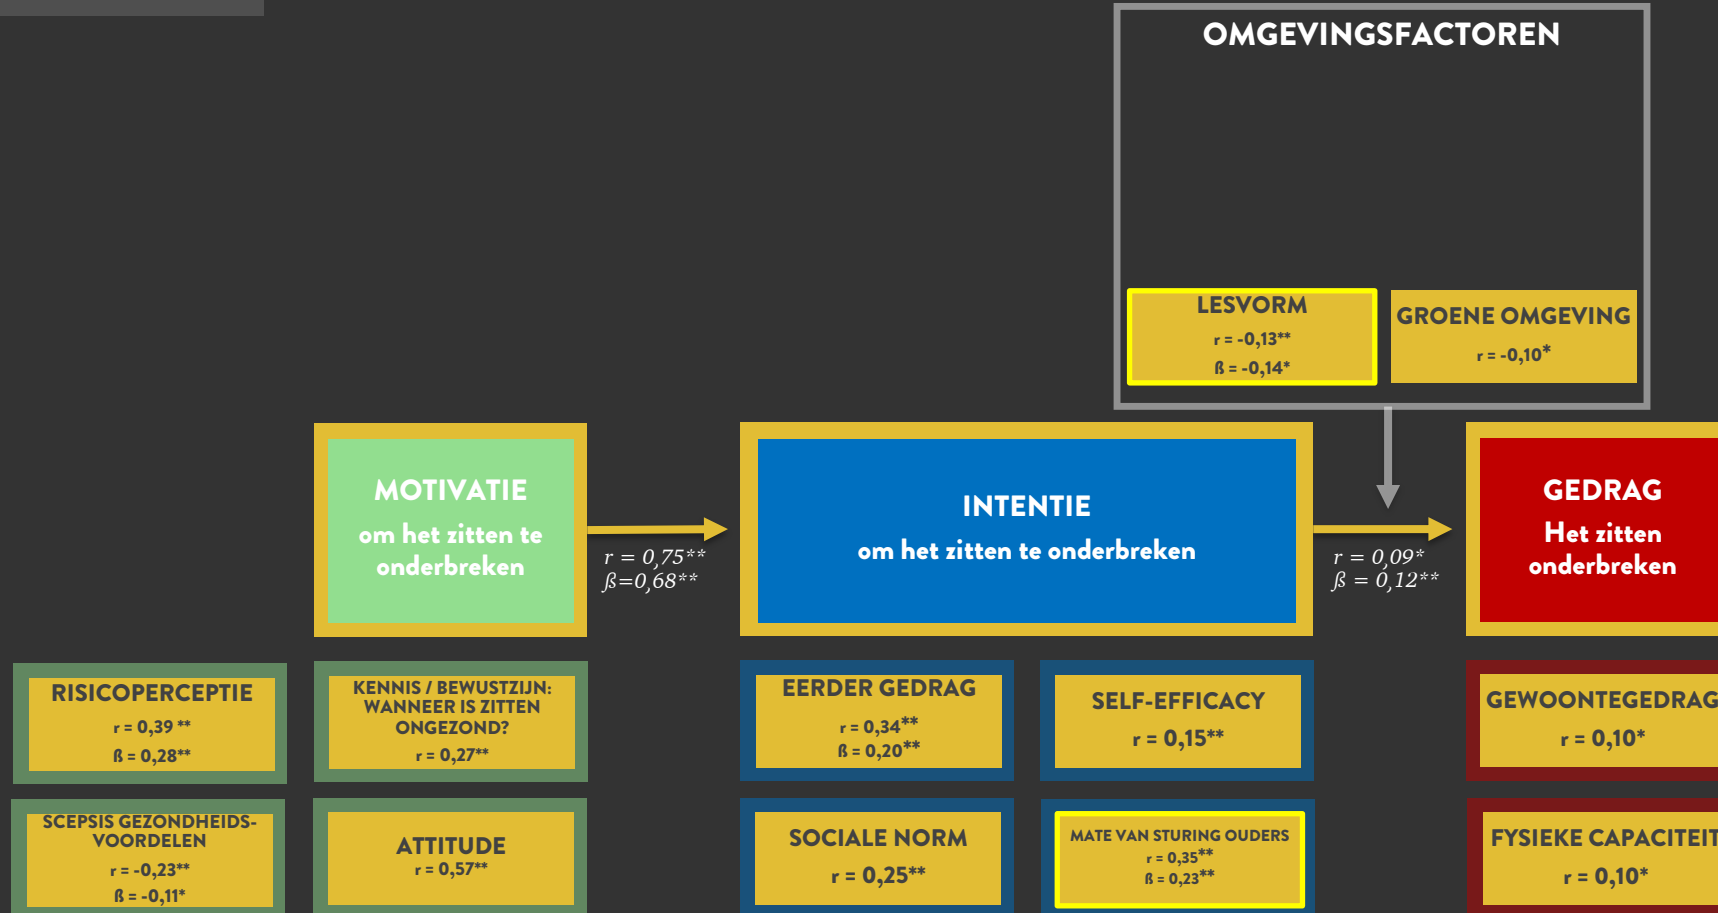 OMGEVINGSFACTOREN
LESVORM
r = -0,13**
ß = -0,14*
GROENE OMGEVING
r = -0,10*
MOTIVATIE
om het zitten te
onderbreken
r = 0,75**
ß=0,68**
INTENTIE
om het zitten te onderbreken
r = 0,09*
ß = 0,12**
GEDRAG
Het zitten
onderbreken
RISICOPERCEPTIE
r = 0,39 **
ß = 0,28**
KENNIS / BEWUSTZIJN:
WANNEER IS ZITTEN
ONGEZOND?
r = 0,27**
EERDER GEDRAG
r = 0,34**
ß = 0,20**
SELF-EFFICACY
r = 0,15**
GEWOONTEGEDRAG
r = 0,10*
SCEPSIS GEZONDHEIDS-
VOORDELEN
r = -0,23**
ß = -0,11*
ATTITUDE
r = 0,57**
SOCIALE NORM
r = 0,25**
MATE VAN STURING OUDERS
r = 0,35**
ß = 0,23**
FYSIEKE CAPACITEIT
r = 0,10*